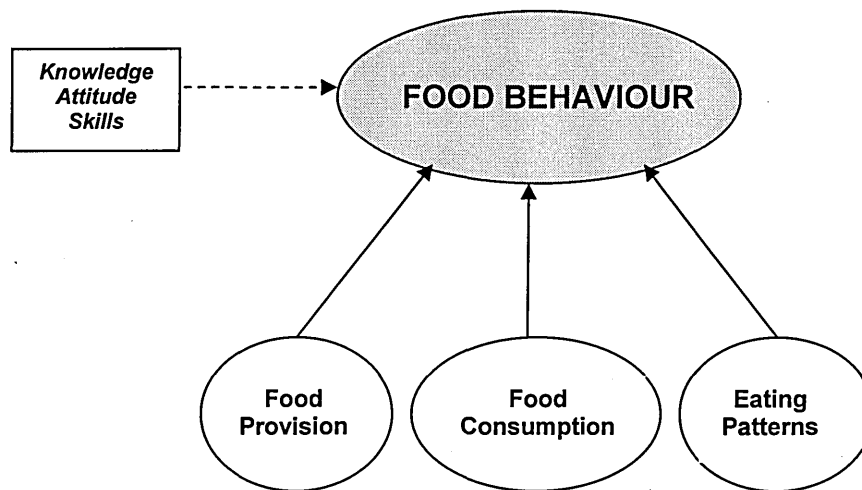 Knowledge
Attitude
Skills
FOOD BEHAVIOUR
Food
Provision
Food
Consumption
Eating
Patterns